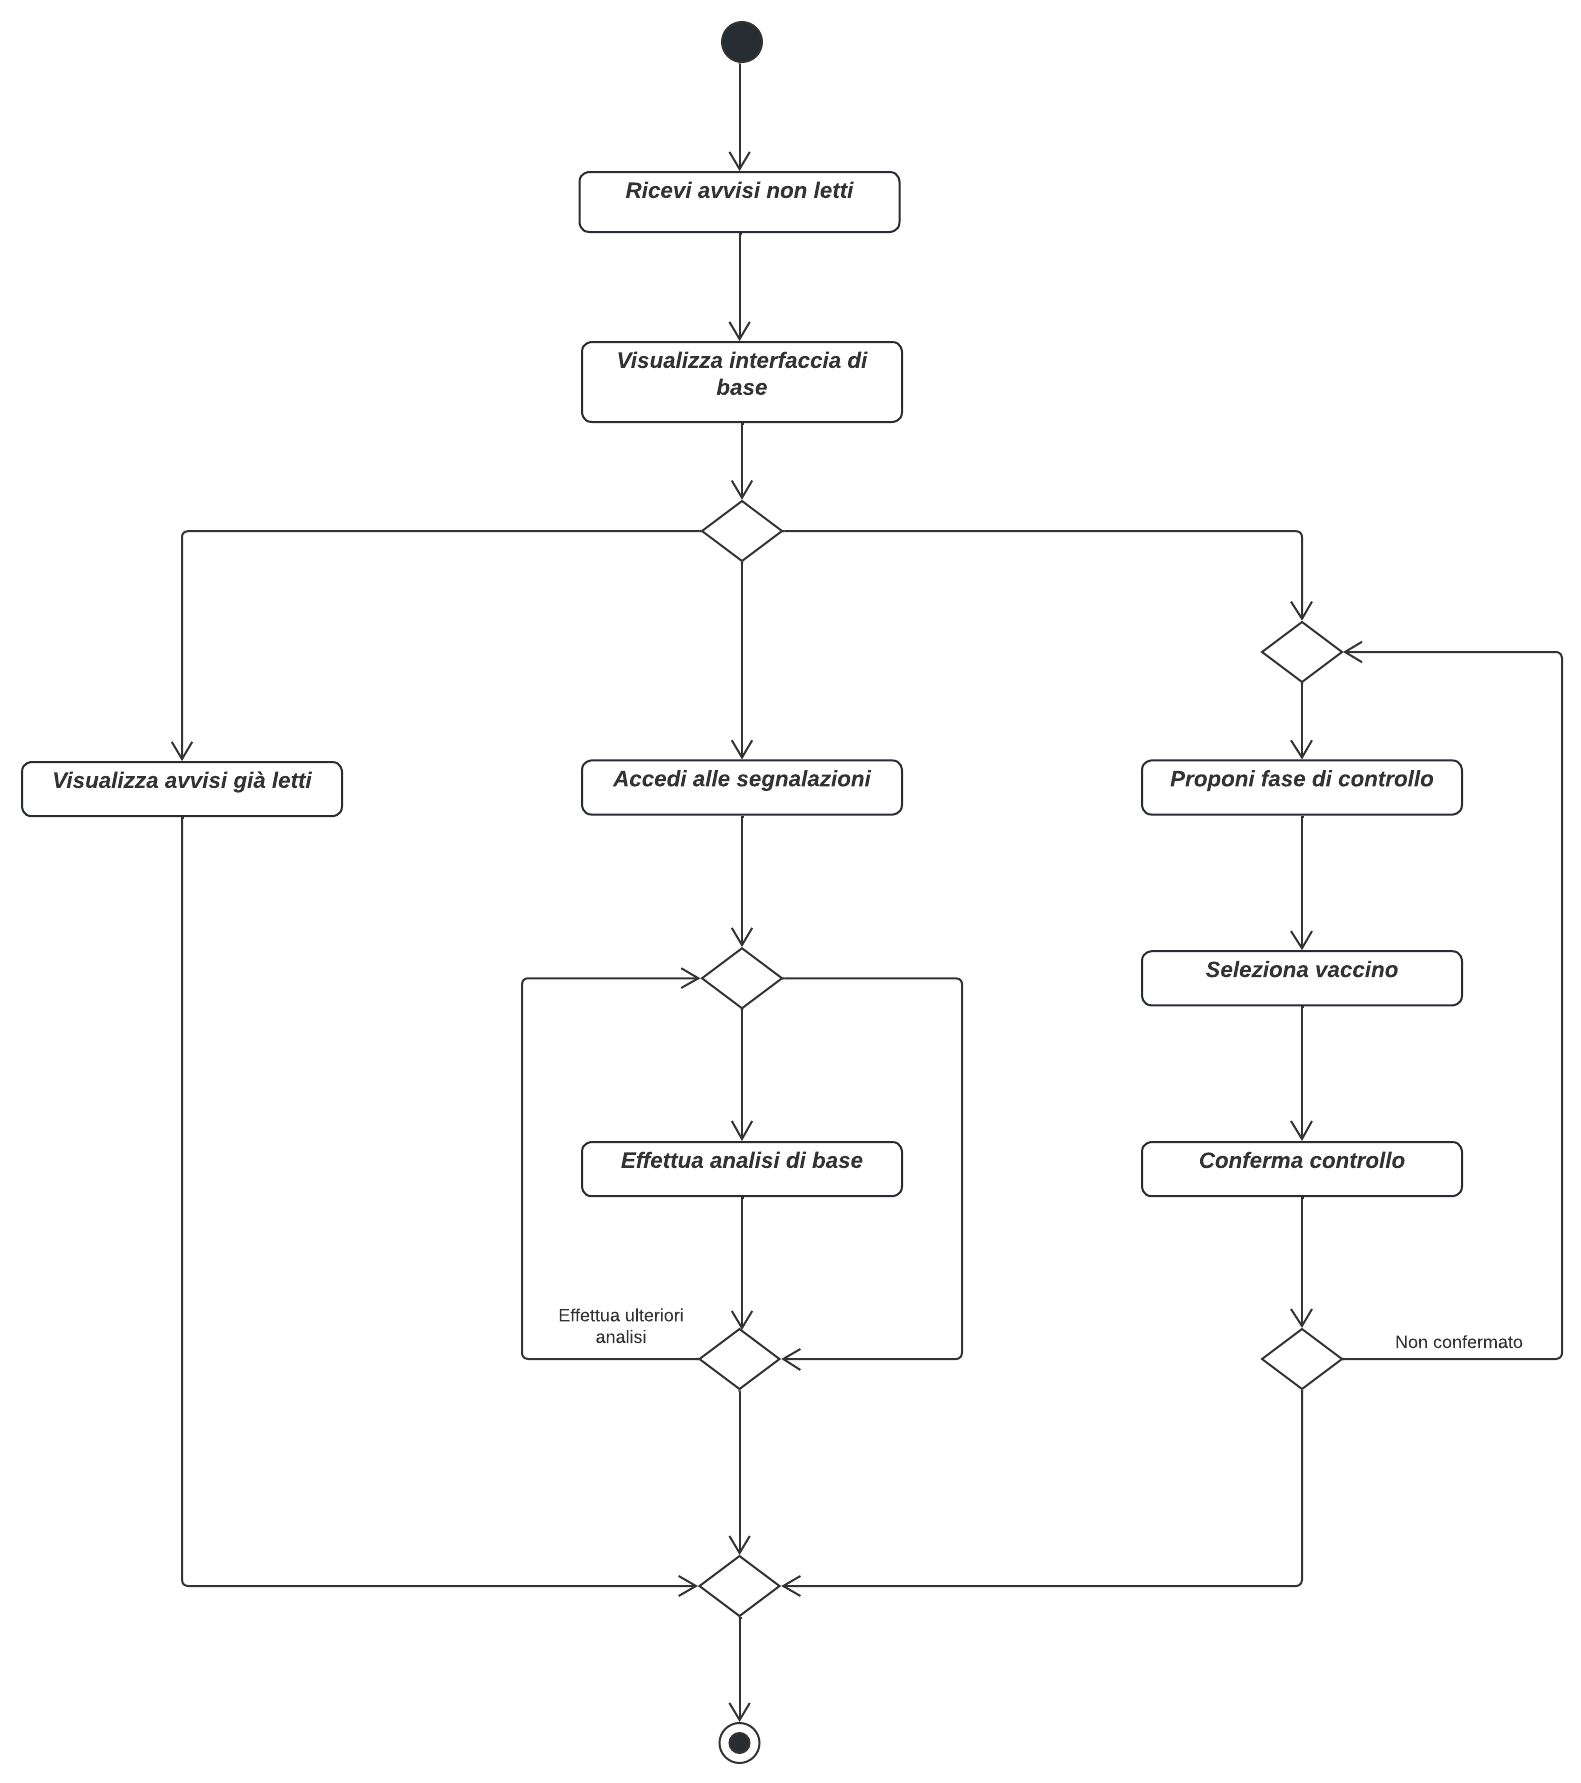 Ricevi avvisi non letti
Visualizza interfaccia di
base
Visualizza avvisi già letti
Accedi alle segnalazioni
Proponi fase di controllo
Seleziona vaccino
Effettua analisi di base
Conferma controllo
Effettua ulteriori
analisi
Non confermato